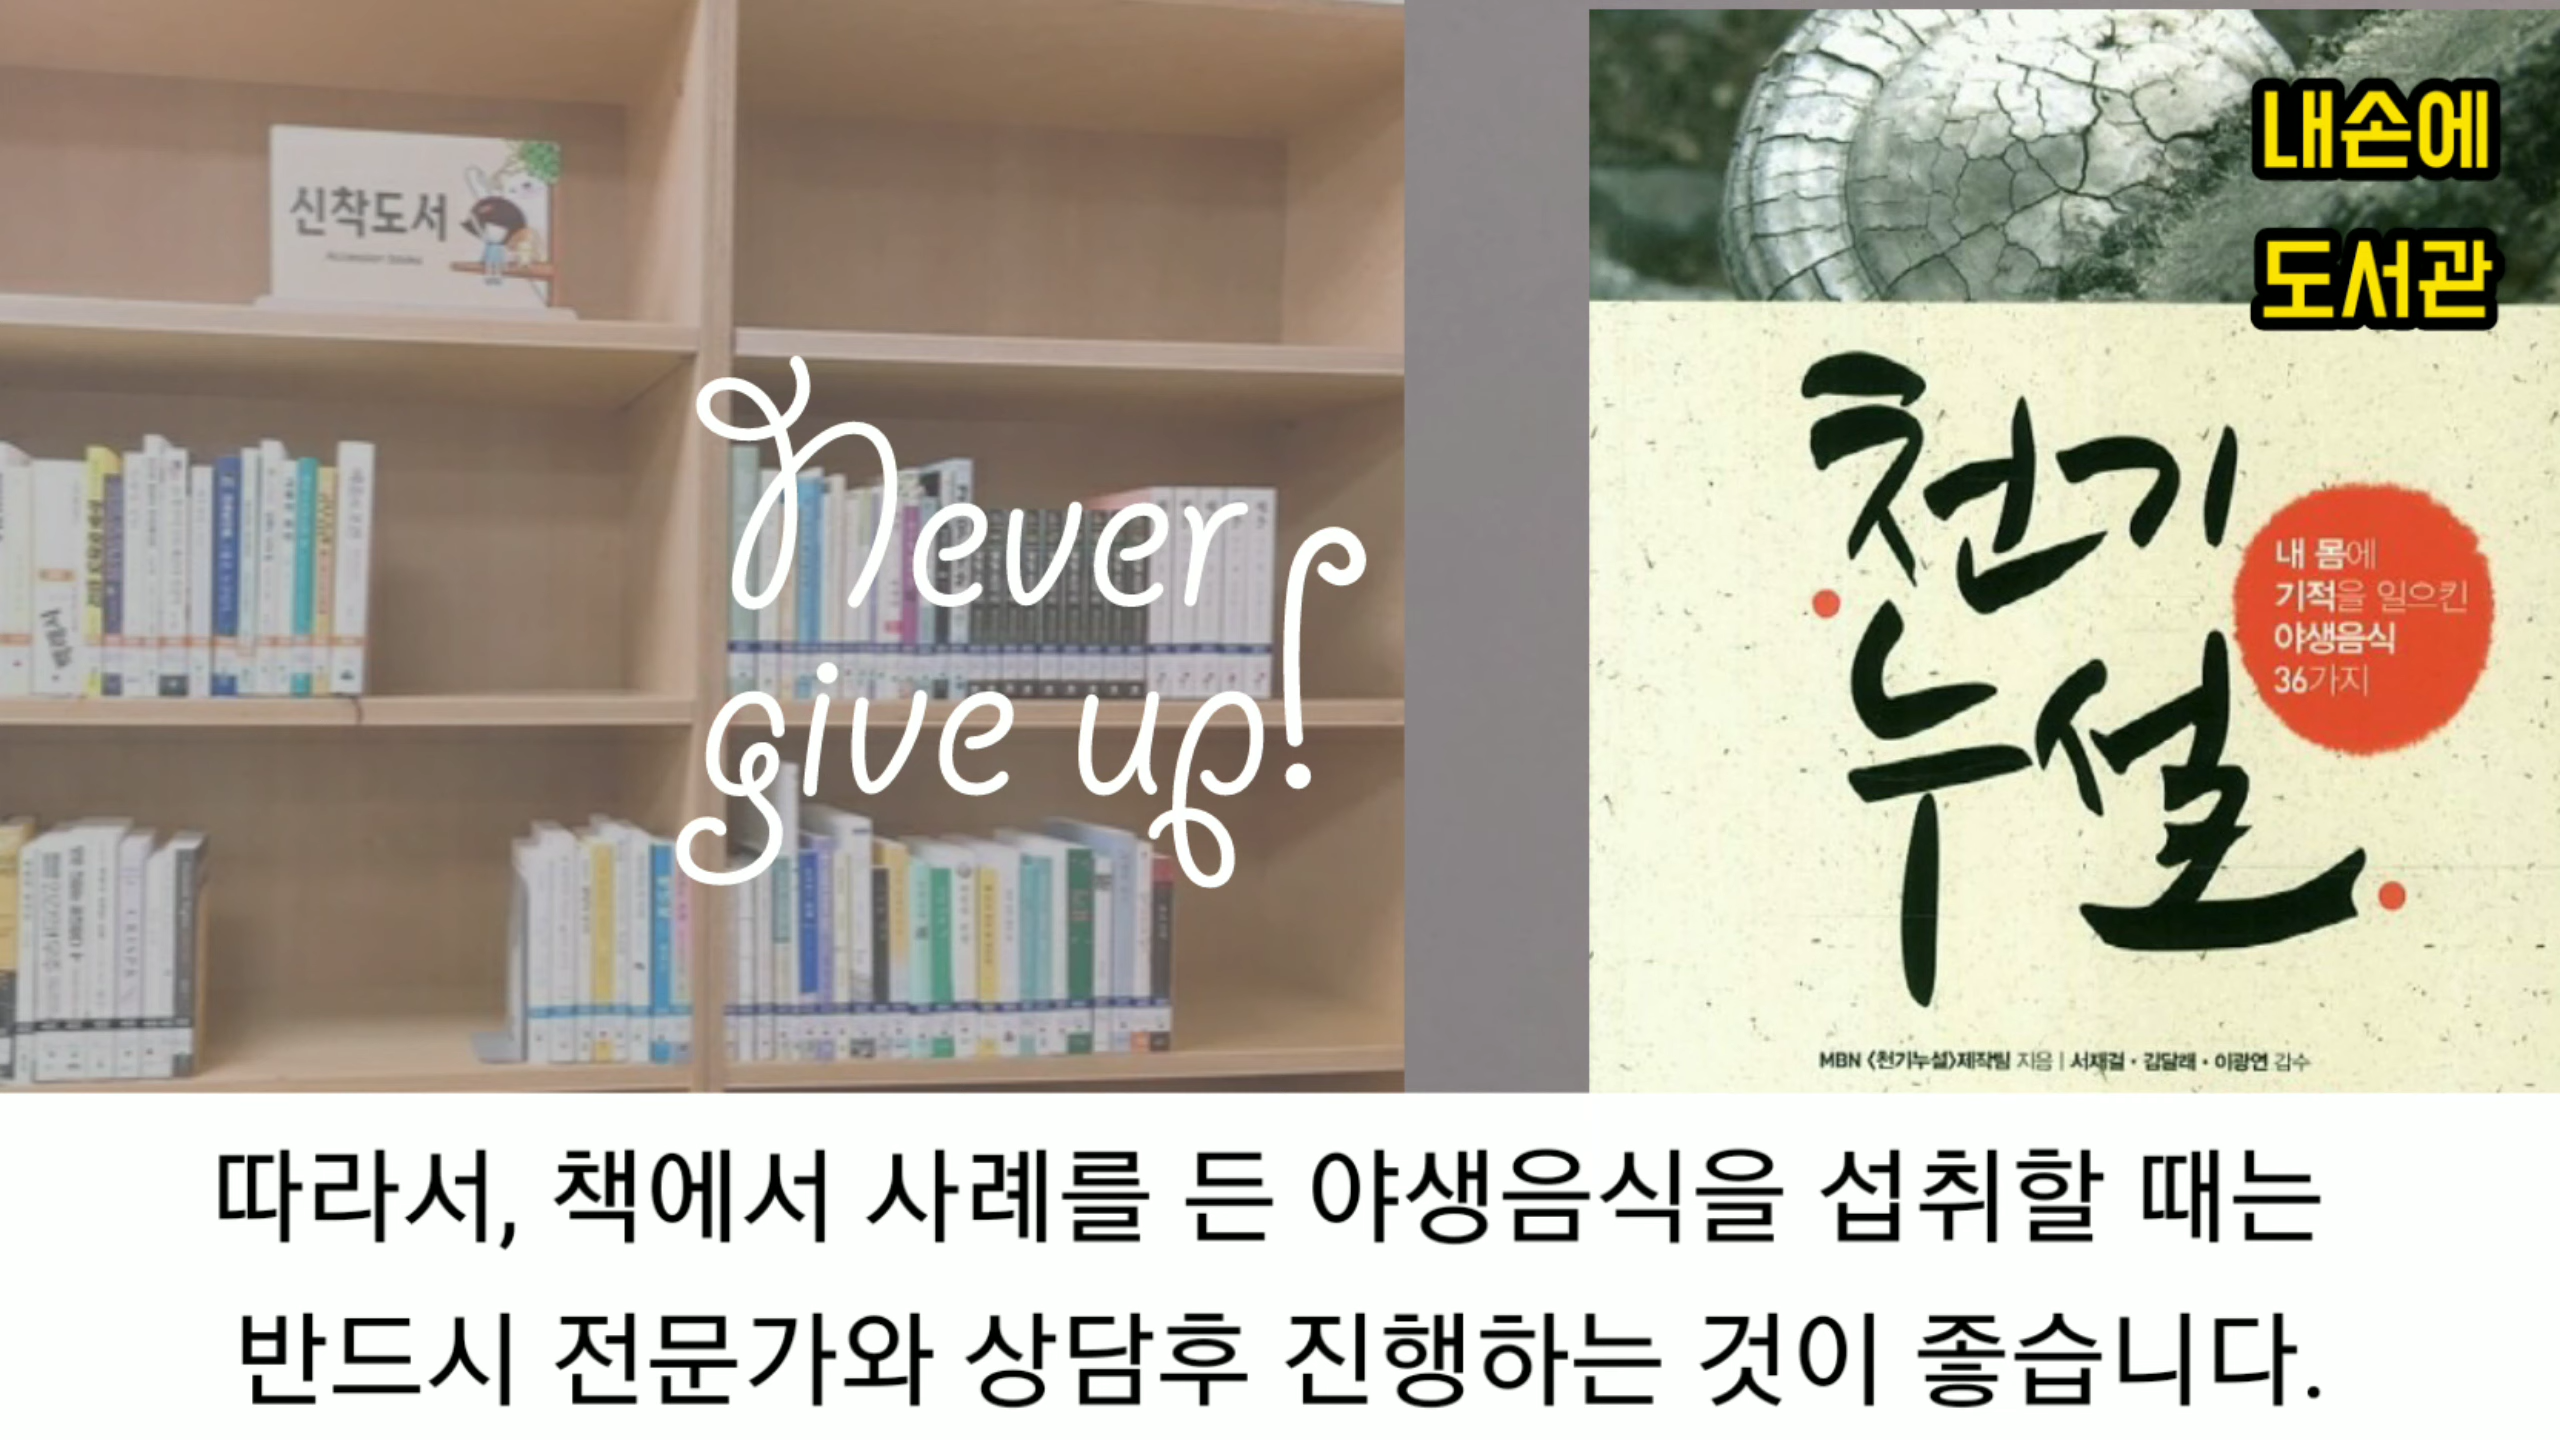 신착도서
Never
give up!
내손에
도서관
천기
누설
내 몸에
기적을 일으킨
야생음식
36가지
MBN <천기누설>제작팀 지음 | 서재걸 · 김달래 · 이광연 감수
따라서, 책에서 사례를 든 야생음식을 섭취할 때는
반드시 전문가와 상담후 진행하는 것이 좋습니다.